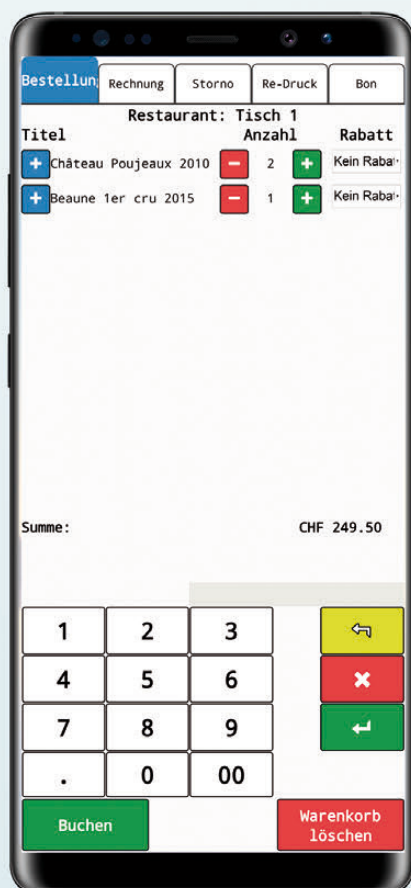 Bestellun Rechnung Storno Re-Druck Bon
Restaurant: Tisch 1
Titel Anzahl Rabatt
+ Château Poujeaux 2010 − 2 + Kein Rabat
+ Beaune 1er cru 2015 − 1 + Kein Rabat
Summe: CHF 249.50
1 2 3
4 5 6
7 8 9
. 0 00
Buchen
Warenkorb
löschen